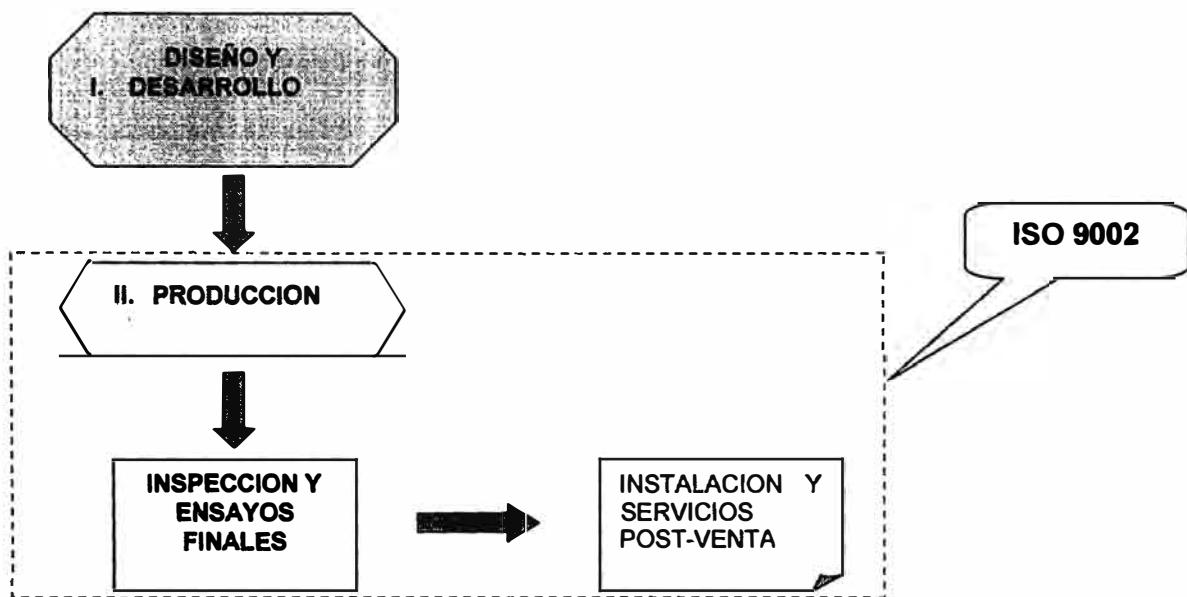 DISEÑO Y
I. DESARROLLO
ISO 9002
II. PRODUCCION
INSPECCION Y
ENSAYOS
FINALES
INSTALACION Y
SERVICIOS
POST-VENTA